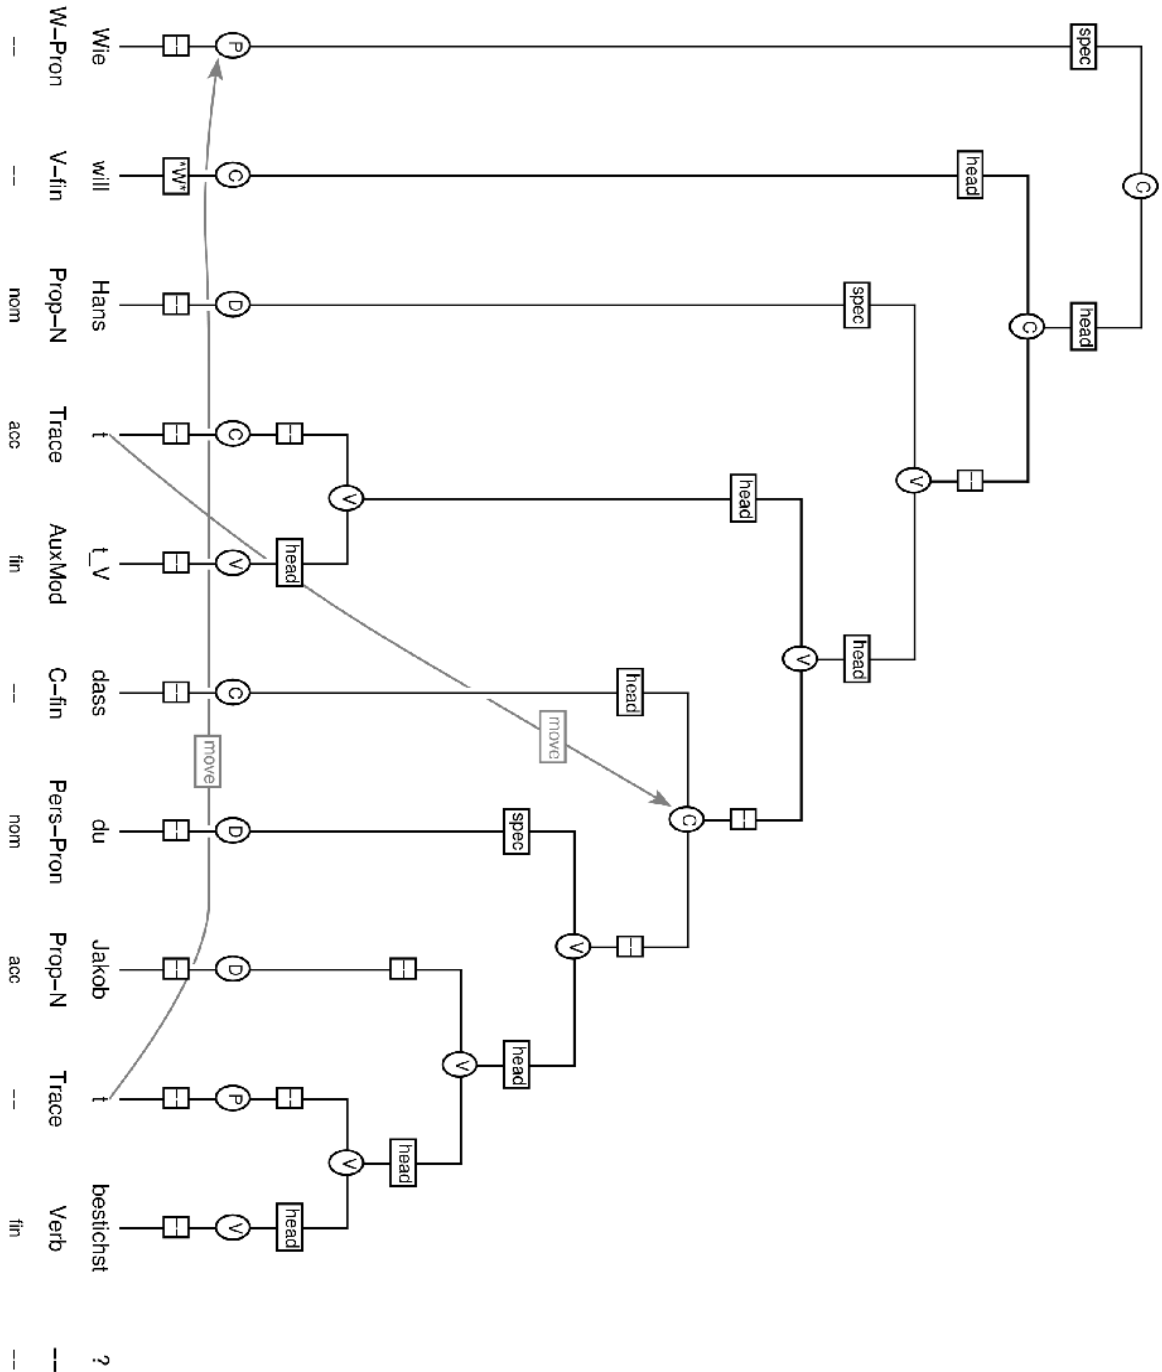 C
spec head
C
head --
V
spec head
V
head --
C
head --
V
move
spec head
V
-- head
V V
-- head -- head
P C D C V C D D P V
move
-- *W* -- -- -- -- -- -- -- --
Wie will Hans t t_V dass du Jakob t bestichst ?
W-Pron V-fin Prop-N Trace AuxMod C-fin Pers-Pron Prop-N Trace Verb --
-- -- nom acc fin -- nom acc -- fin --